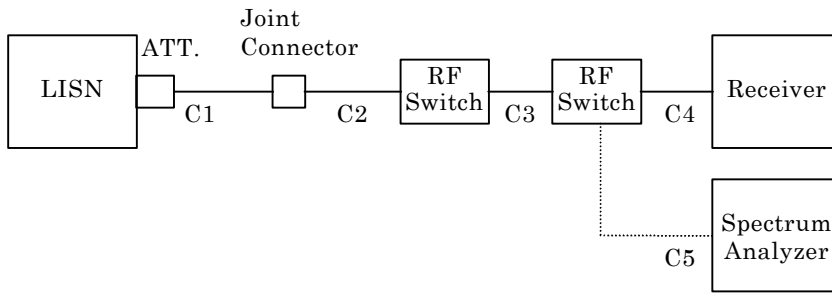 Joint
Connector
ATT.
LISN
C1
C2
RF
Switch
C3
RF
Switch
C4
Receiver
C5
Spectrum
Analyzer